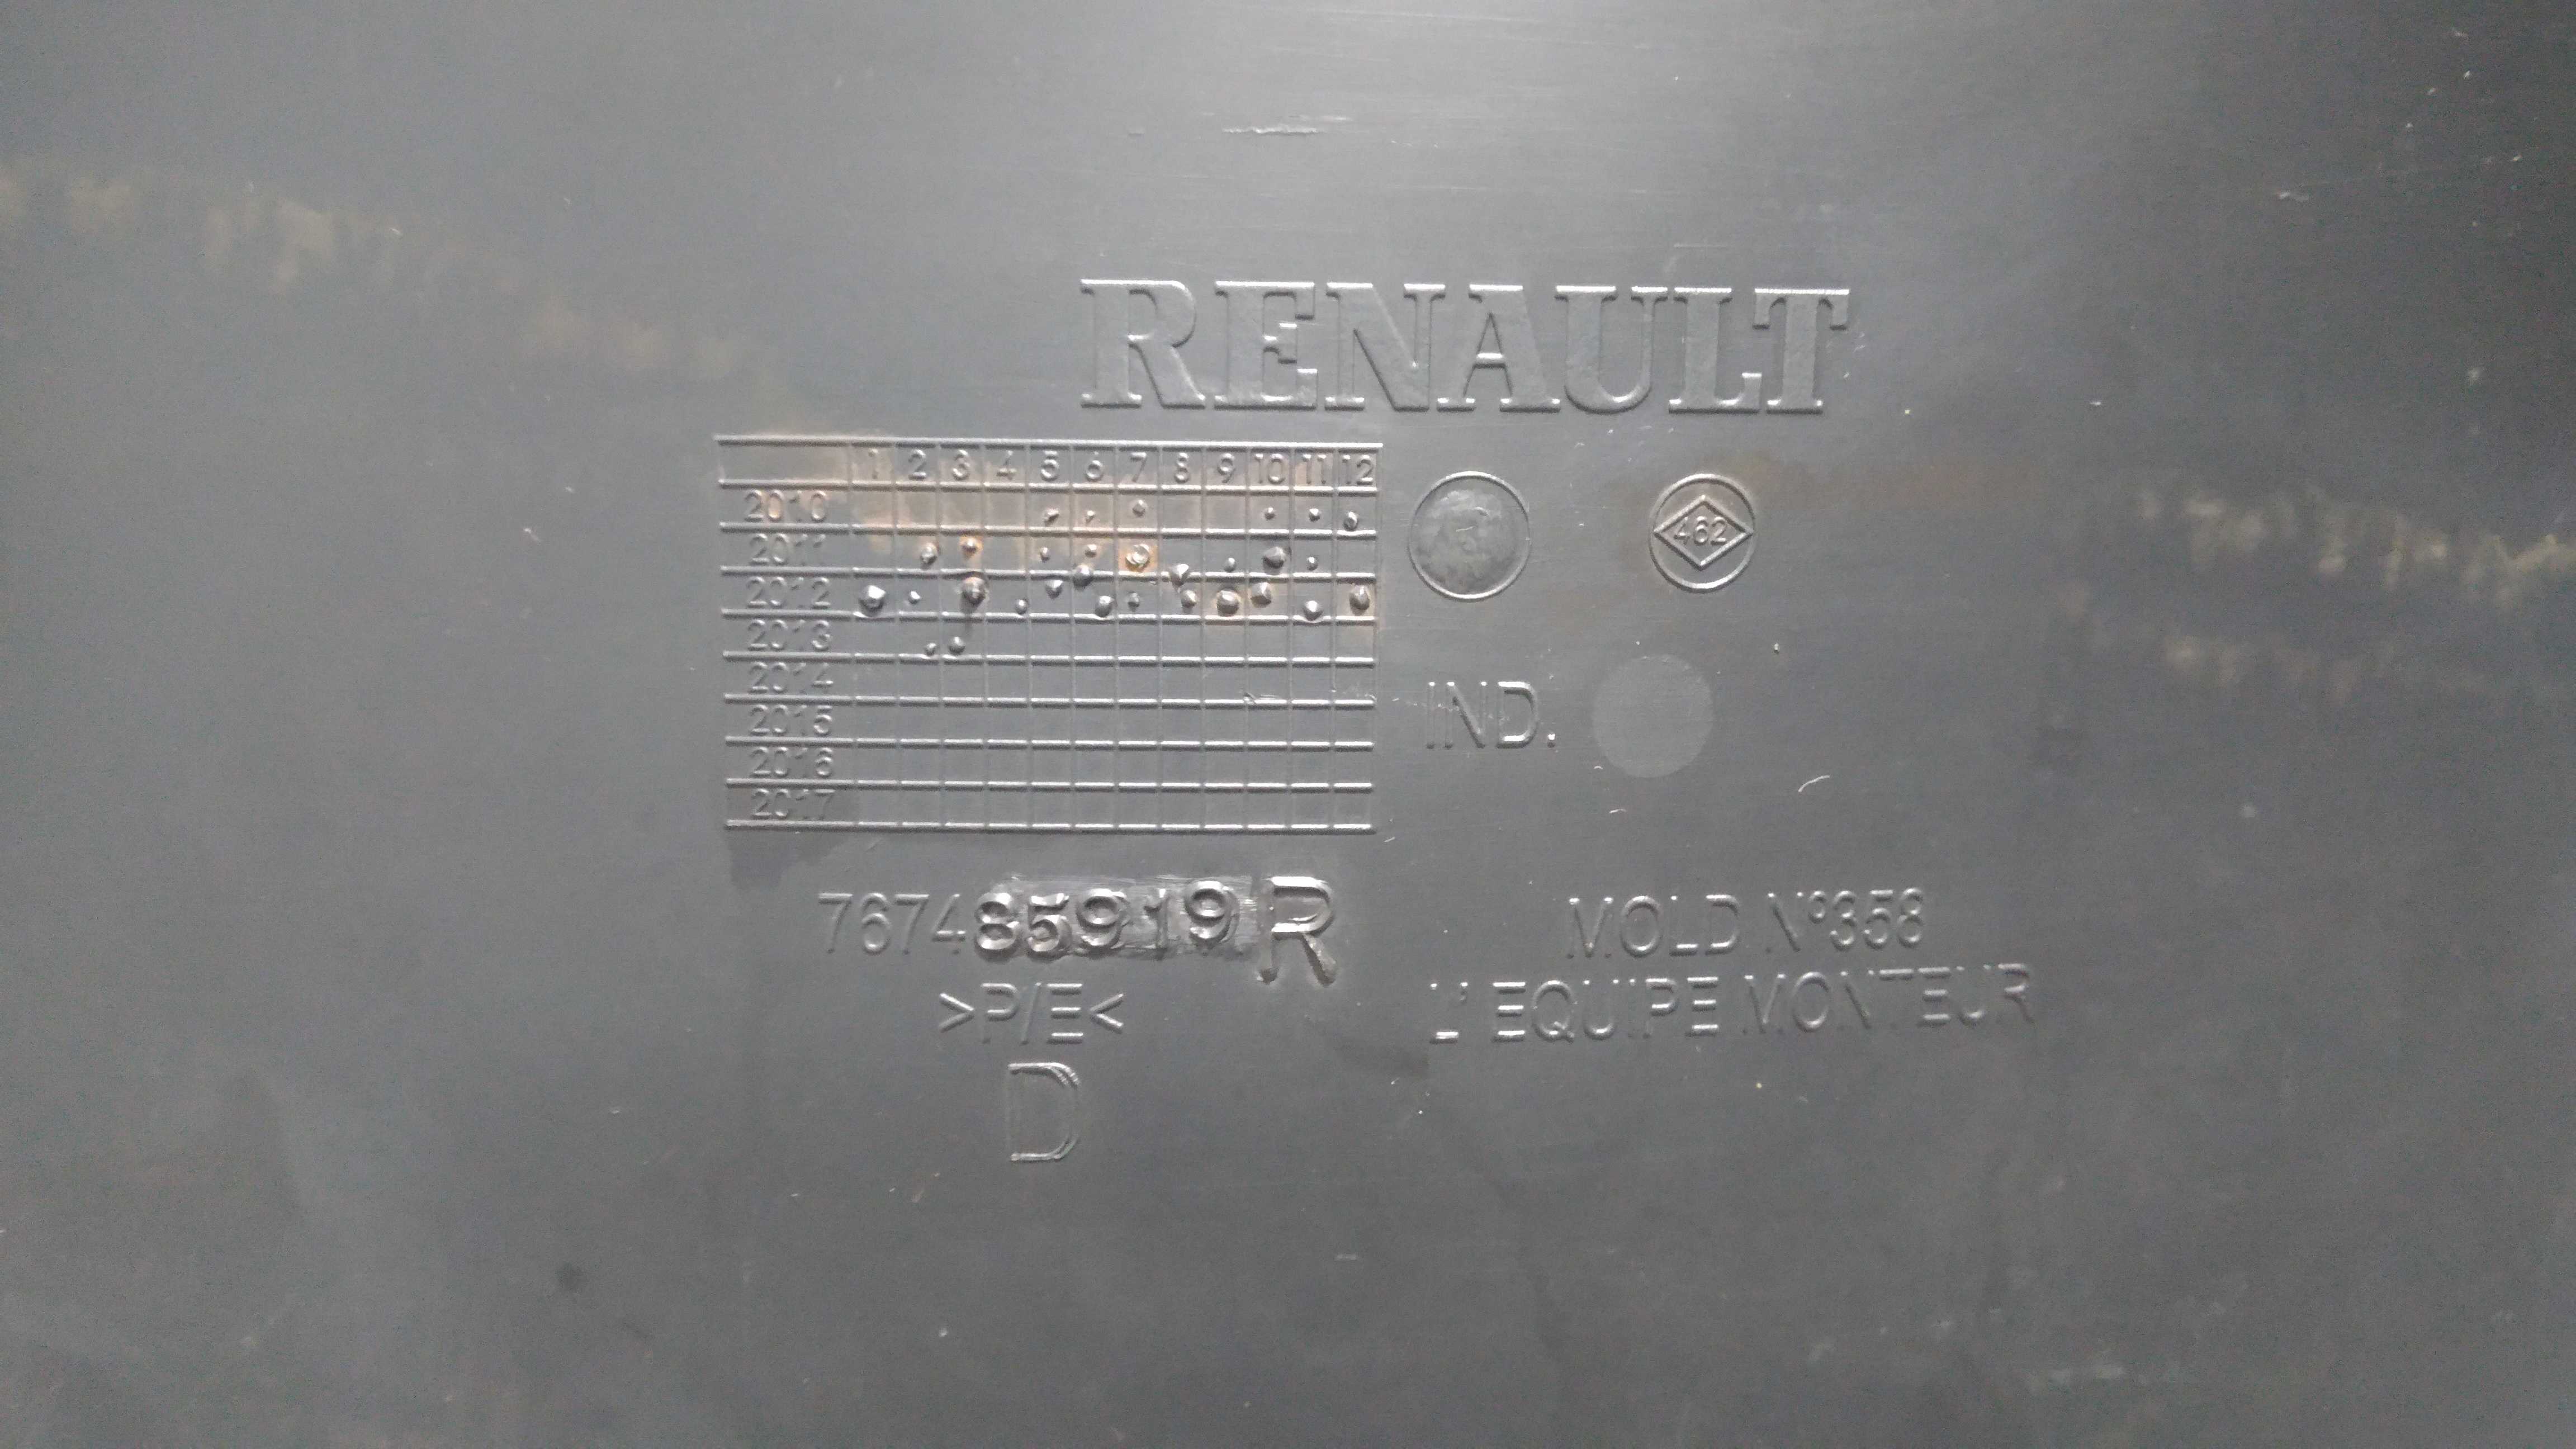 RENAULT
1 2 3 4 5 6 7 8 9 10 11 12
2010
2011
2012
2013
2014
2015
2016
2017
462
IND.
767485919R
>P/E<
D
MOLD Nº358
L' EQUIPE MONTEUR